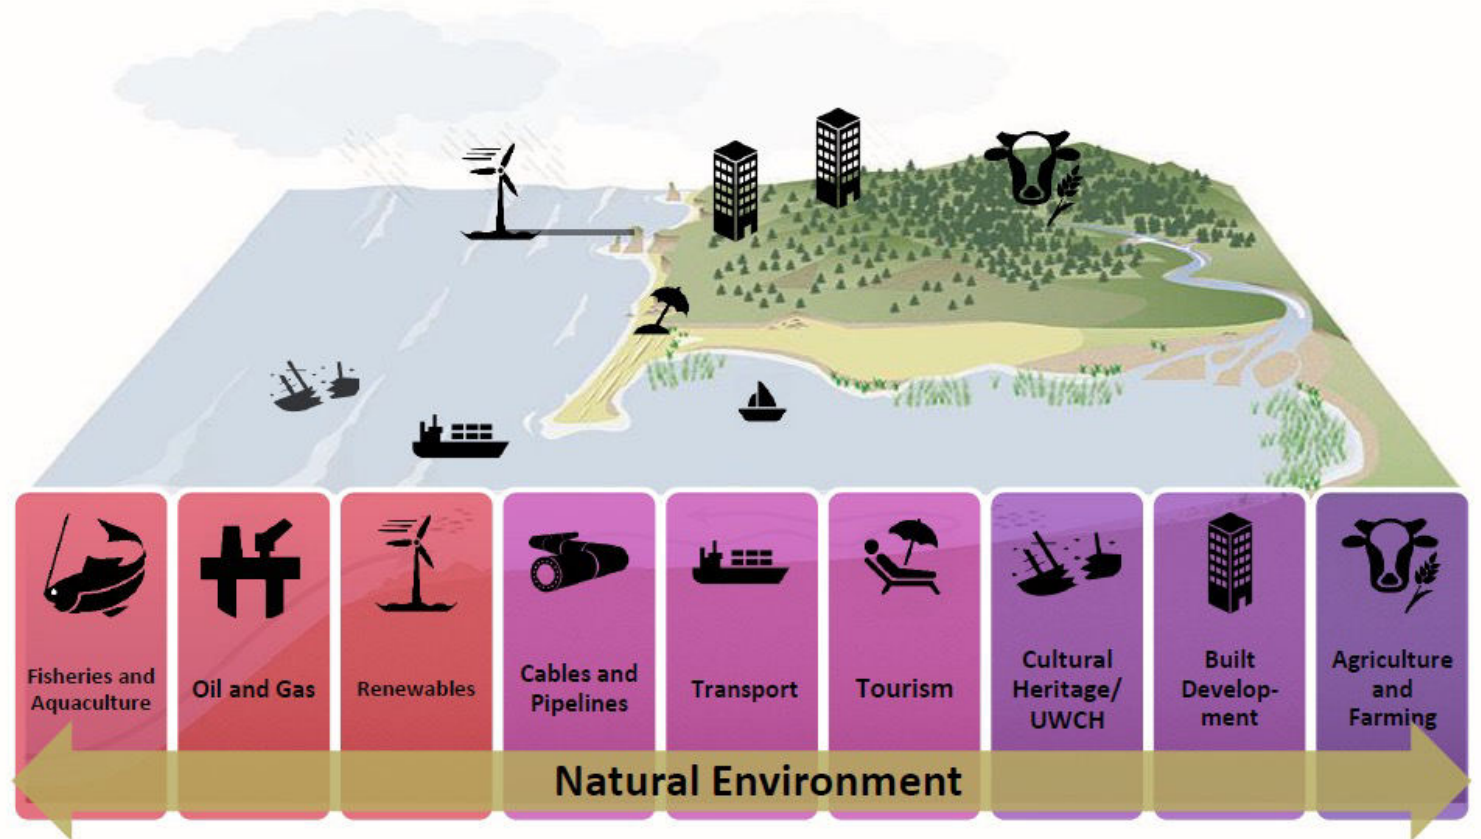 Fisheries and
Aquaculture
Oil and Gas
Renewables
Cables and
Pipelines
Transport
Tourism
Cultural
Heritage/
UWCH
Built
Develop-
ment
Agriculture
and
Farming
Natural Environment